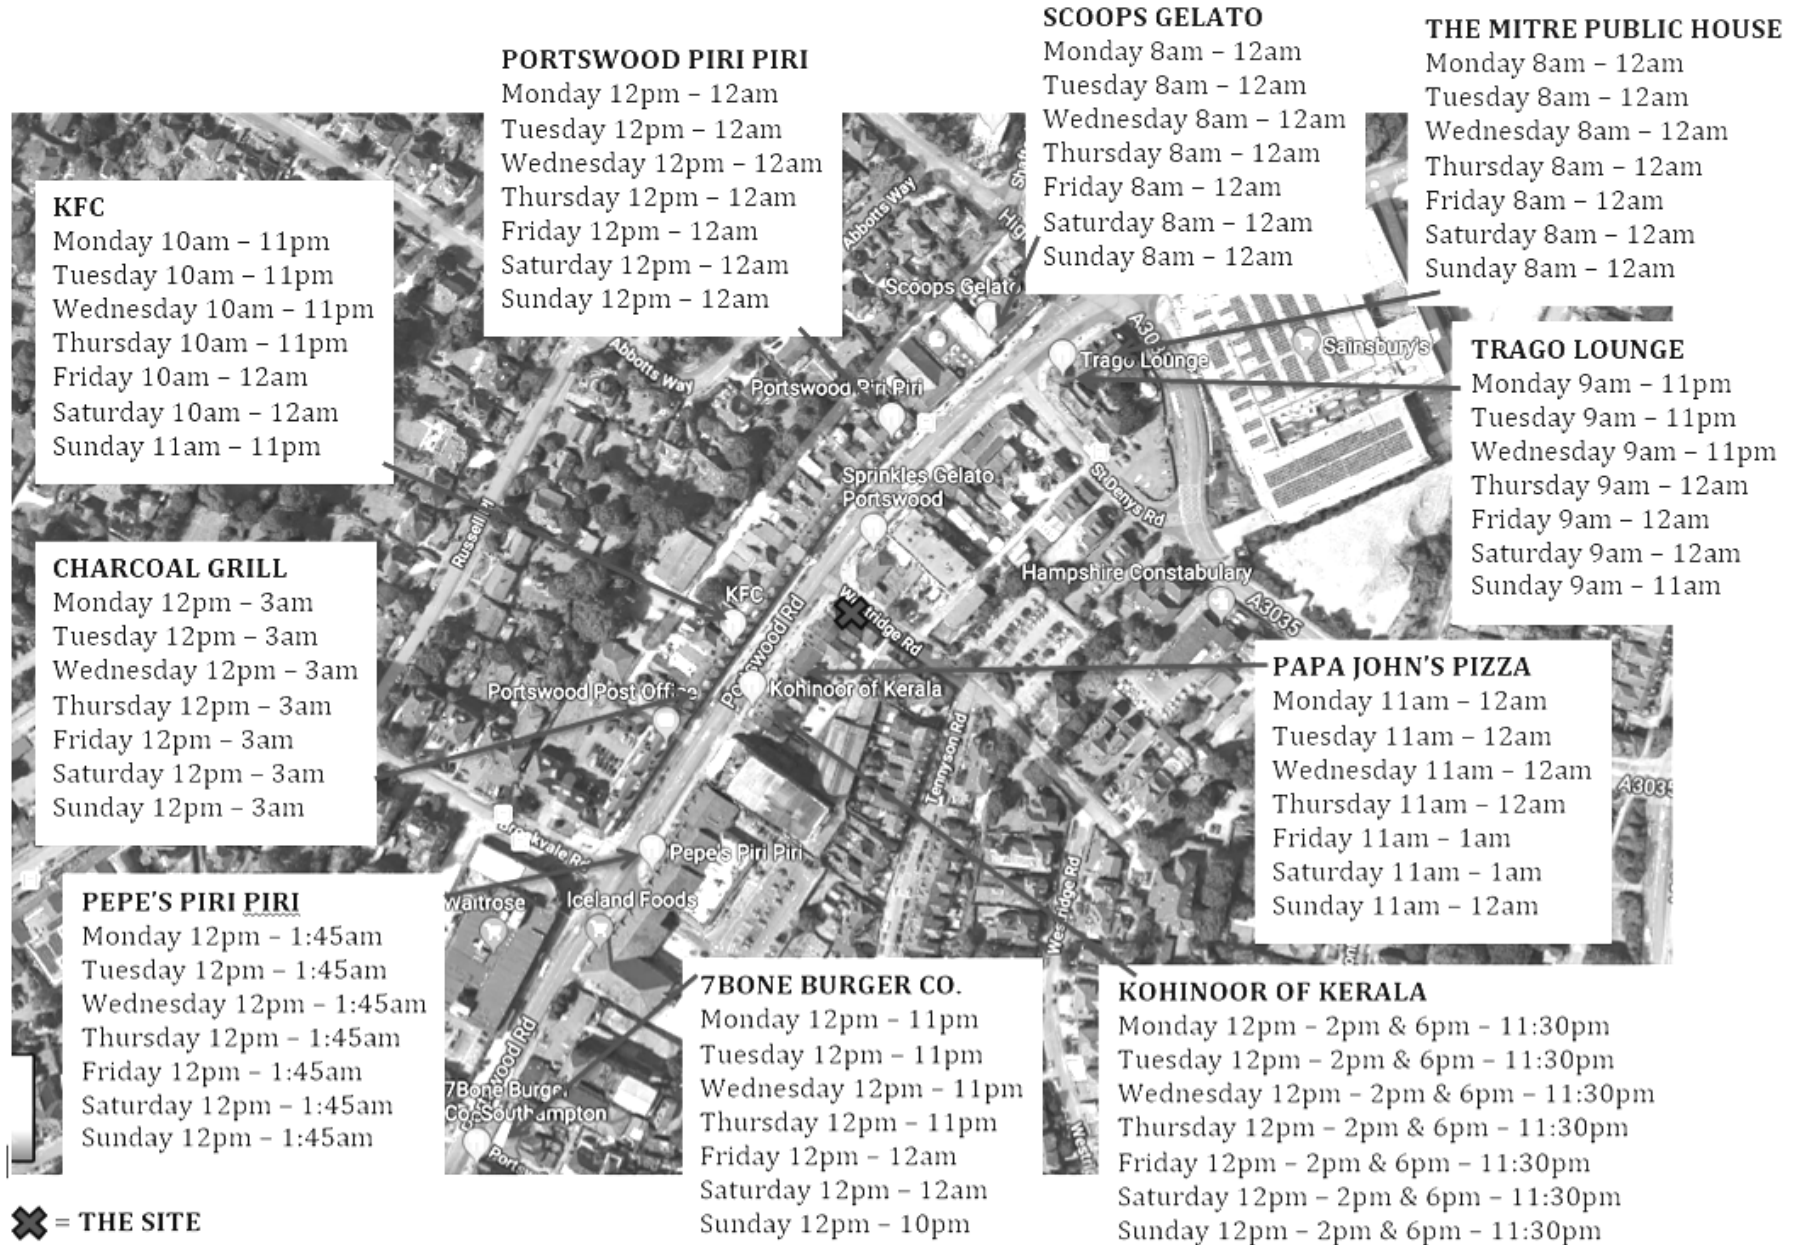 SCOOPS GELATO
Monday 8am – 12am
Tuesday 8am – 12am
Wednesday 8am – 12am
Thursday 8am – 12am
Friday 8am – 12am
Saturday 8am – 12am
Sunday 8am – 12am
THE MITRE PUBLIC HOUSE
Monday 8am – 12am
Tuesday 8am – 12am
Wednesday 8am – 12am
Thursday 8am – 12am
Friday 8am – 12am
Saturday 8am – 12am
Sunday 8am – 12am
PORTSWOOD PIRI PIRI
Monday 12pm – 12am
Tuesday 12pm – 12am
Wednesday 12pm – 12am
Thursday 12pm – 12am
Friday 12pm – 12am
Saturday 12pm – 12am
Sunday 12pm – 12am
KFC
Monday 10am – 11pm
Tuesday 10am – 11pm
Wednesday 10am – 11pm
Thursday 10am – 11pm
Friday 10am – 12am
Saturday 10am – 12am
Sunday 11am – 11pm
TRAGO LOUNGE
Monday 9am – 11pm
Tuesday 9am – 11pm
Wednesday 9am – 11pm
Thursday 9am – 12am
Friday 9am – 12am
Saturday 9am – 12am
Sunday 9am – 11am
CHARCOAL GRILL
Monday 12pm – 3am
Tuesday 12pm – 3am
Wednesday 12pm – 3am
Thursday 12pm – 3am
Friday 12pm – 3am
Saturday 12pm – 3am
Sunday 12pm – 3am
PAPA JOHN'S PIZZA
Monday 11am – 12am
Tuesday 11am – 12am
Wednesday 11am – 12am
Thursday 11am – 12am
Friday 11am – 1am
Saturday 11am – 1am
Sunday 11am – 12am
PEPE'S PIRI PIRI
Monday 12pm – 1:45am
Tuesday 12pm – 1:45am
Wednesday 12pm – 1:45am
Thursday 12pm – 1:45am
Friday 12pm – 1:45am
Saturday 12pm – 1:45am
Sunday 12pm – 1:45am
7BONE BURGER CO.
Monday 12pm – 11pm
Tuesday 12pm – 11pm
Wednesday 12pm – 11pm
Thursday 12pm – 11pm
Friday 12pm – 12am
Saturday 12pm – 12am
Sunday 12pm – 10pm
KOHINOOR OF KERALA
Monday 12pm – 2pm & 6pm – 11:30pm
Tuesday 12pm – 2pm & 6pm – 11:30pm
Wednesday 12pm – 2pm & 6pm – 11:30pm
Thursday 12pm – 2pm & 6pm – 11:30pm
Friday 12pm – 2pm & 6pm – 11:30pm
Saturday 12pm – 2pm & 6pm – 11:30pm
Sunday 12pm – 2pm & 6pm – 11:30pm
= THE SITE
Abbotts Way
Scoops Gelato
Abbotts Way
Trago Lounge
Sainsbury's
Portswood Piri Piri
Sprinkles Gelato
Portswood
St Denys Rd
Russell Pl
Hampshire Constabulary
A3035
KFC
Portswood Post Office
Kohinoor of Kerala
Tennyson Rd
A3035
Brookvale Rd
Pepe's Piri Piri
Waitrose
Iceland Foods
7Bone Burger
Co. Southampton